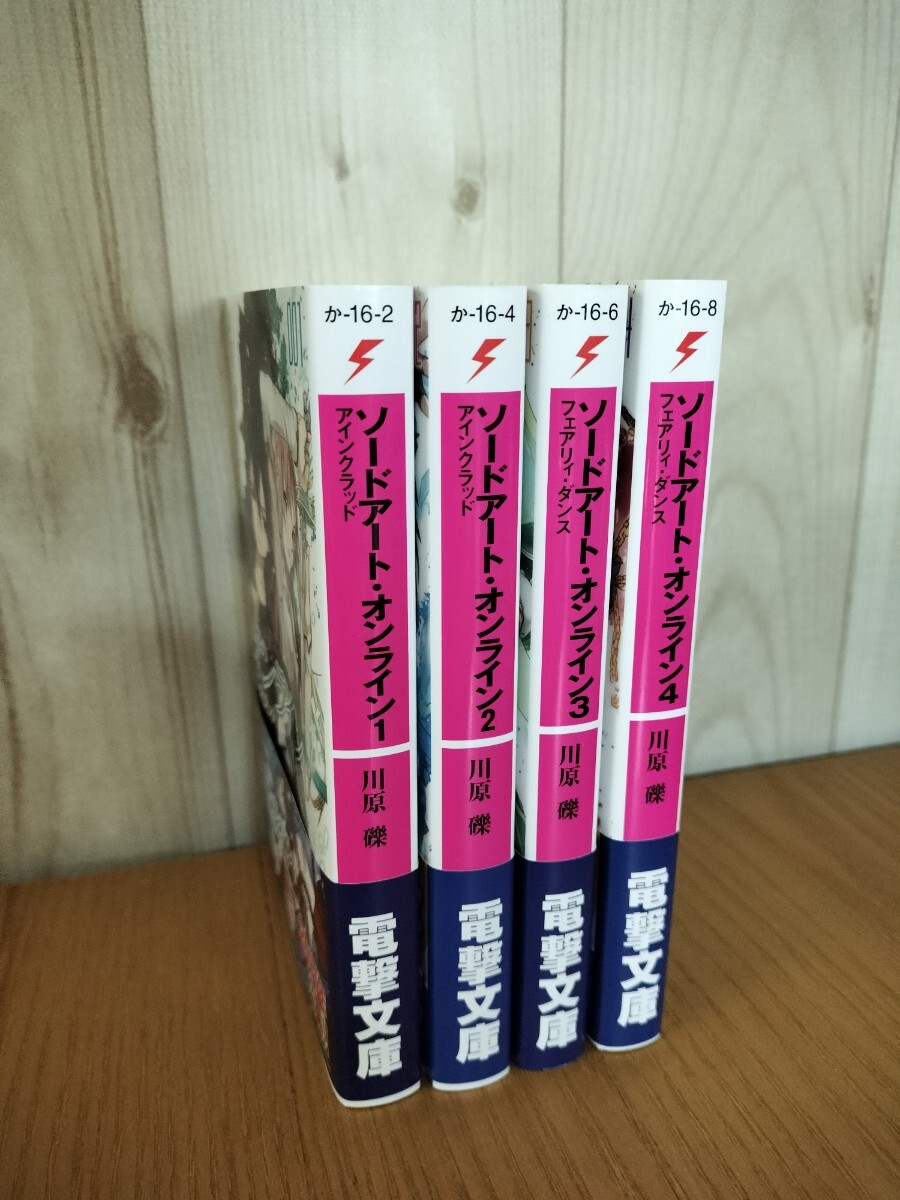 か-16-2
ソードアート・オンライン1
アインクラッド
川原 礫
電撃文庫
か-16-4
ソードアート・オンライン2
アインクラッド
川原 礫
電撃文庫
か-16-6
ソードアート・オンライン3
フェアリィ・ダンス
川原 礫
電撃文庫
か-16-8
ソードアート・オンライン4
フェアリィ・ダンス
川原 礫
電撃文庫
001